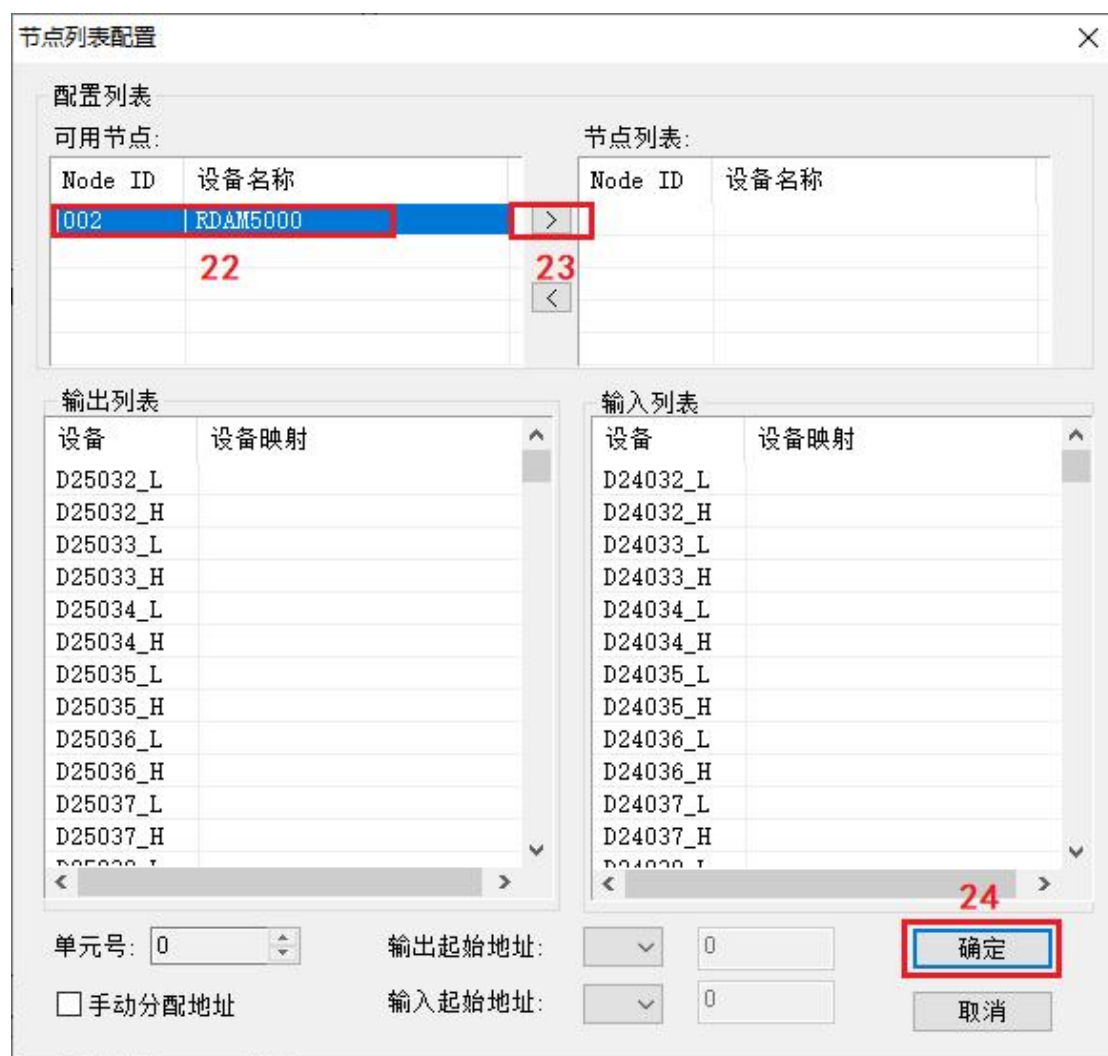 节点列表配置
配置列表
可用节点:
节点列表:
Node ID 设备名称
Node ID 设备名称
002 RDAM5000
>
22
23
<
输出列表
输入列表
设备 设备映射
设备 设备映射
D25032_L
D24032_L
D25032_H
D24032_H
D25033_L
D24033_L
D25033_H
D24033_H
D25034_L
D24034_L
D25034_H
D24034_H
D25035_L
D24035_L
D25035_H
D24035_H
D25036_L
D24036_L
D25036_H
D24036_H
D25037_L
D24037_L
D25037_H
D24037_H
24
单元号: 0
输出起始地址: 0
确定
手动分配地址
输入起始地址: 0
取消